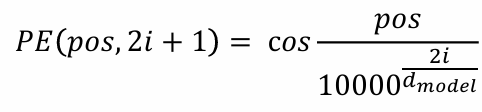 PE(pos, 2i + 1) = cos pos / 10000^(2i / d_model)